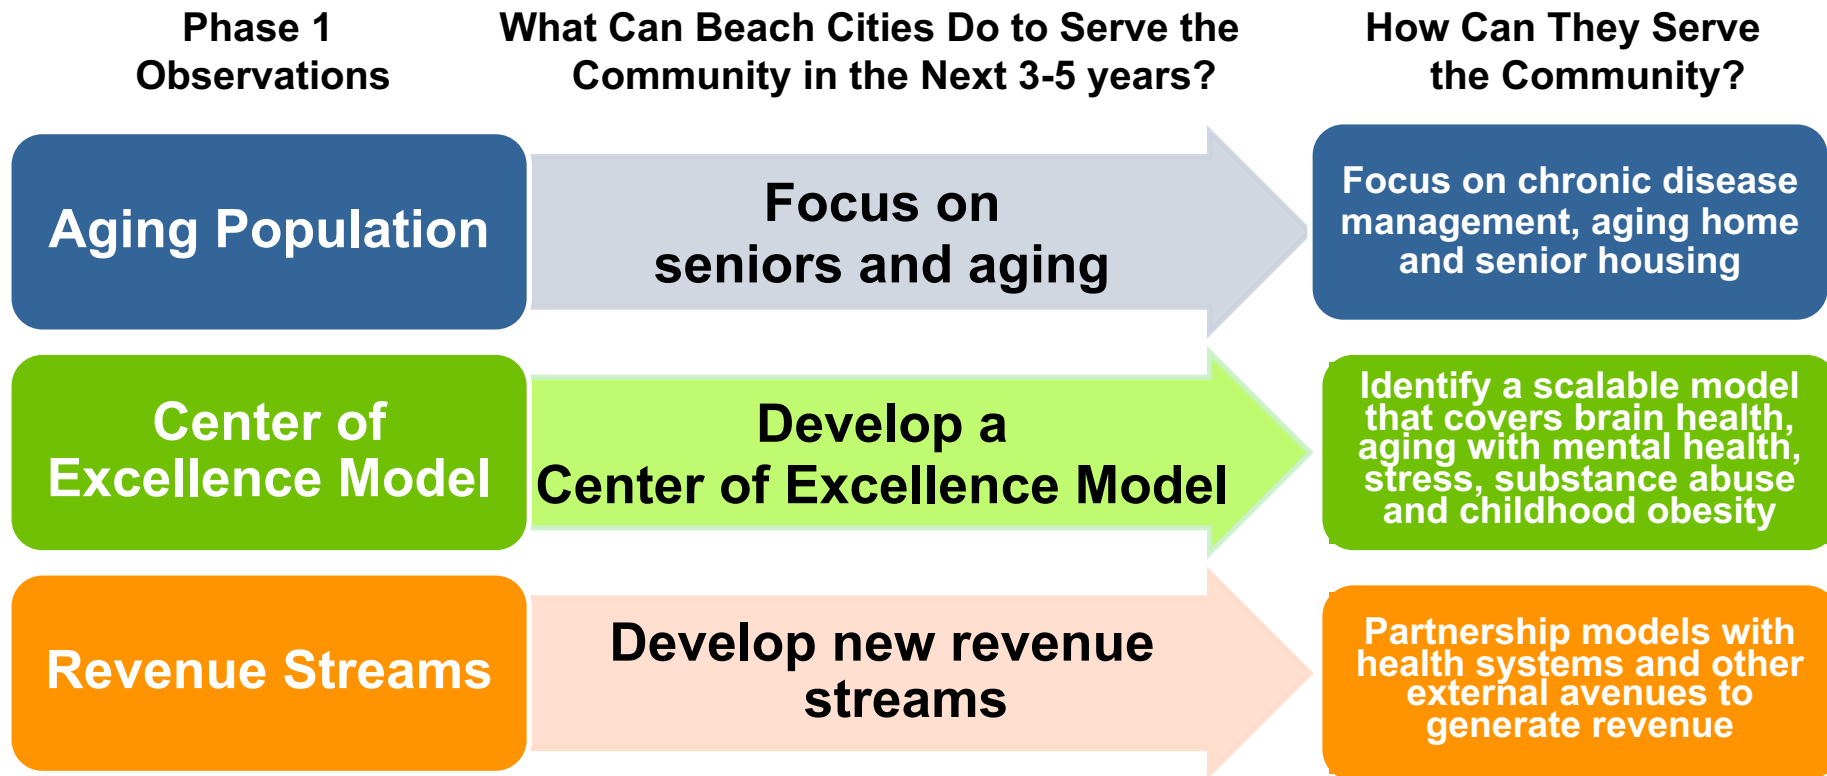 Phase 1
Observations
What Can Beach Cities Do to Serve the
Community in the Next 3-5 years?
How Can They Serve
the Community?
Aging Population
Focus on
seniors and aging
Focus on chronic disease
management, aging home
and senior housing
Center of
Excellence Model
Develop a
Center of Excellence Model
Identify a scalable model
that covers brain health,
aging with mental health,
stress, substance abuse
and childhood obesity
Revenue Streams
Develop new revenue
streams
Partnership models with
health systems and other
external avenues to
generate revenue